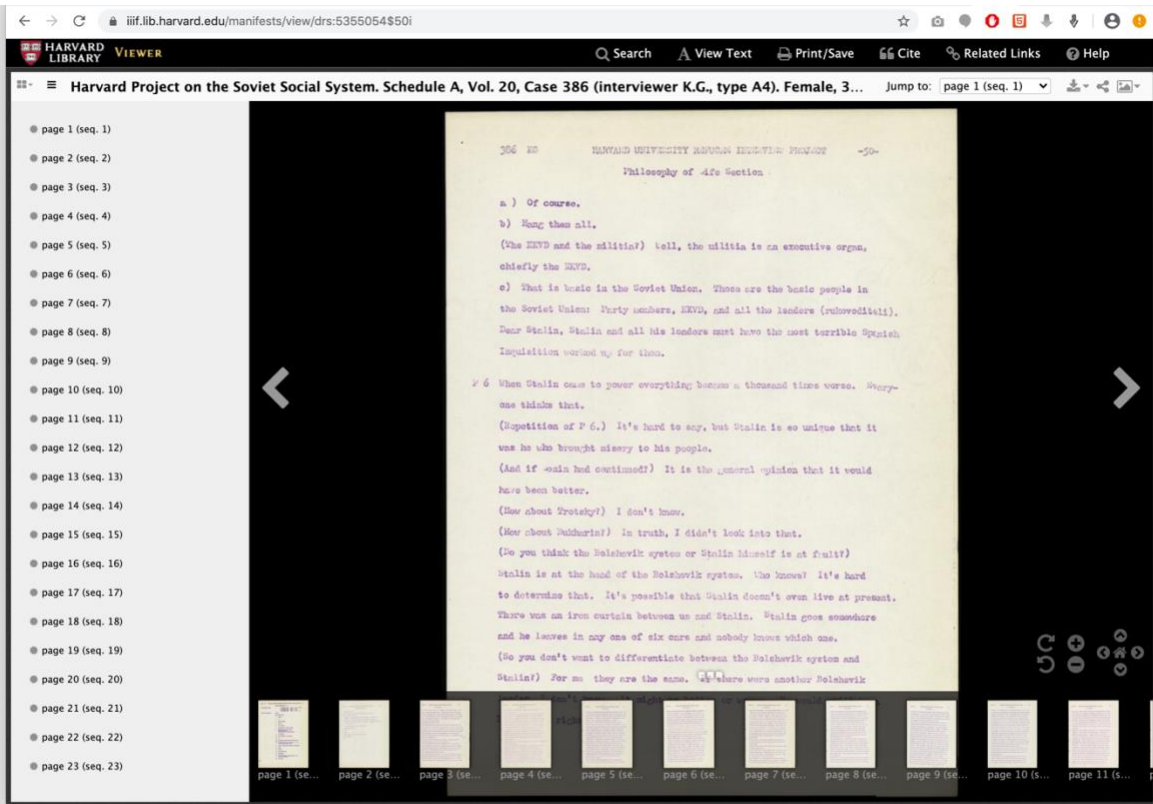 iiif.lib.harvard.edu/manifests/view/drs:5355054$50i
HARVARD LIBRARY VIEWER Search View Text Print/Save Cite Related Links Help
Harvard Project on the Soviet Social System. Schedule A, Vol. 20, Case 386 (interviewer K.G., type A4). Female, 3... Jump to: page 1 (seq. 1)
page 1 (seq. 1)
page 2 (seq. 2)
page 3 (seq. 3)
page 4 (seq. 4)
page 5 (seq. 5)
page 6 (seq. 6)
page 7 (seq. 7)
page 8 (seq. 8)
page 9 (seq. 9)
page 10 (seq. 10)
page 11 (seq. 11)
page 12 (seq. 12)
page 13 (seq. 13)
page 14 (seq. 14)
page 15 (seq. 15)
page 16 (seq. 16)
page 17 (seq. 17)
page 18 (seq. 18)
page 19 (seq. 19)
page 20 (seq. 20)
page 21 (seq. 21)
page 22 (seq. 22)
page 23 (seq. 23)
386 KG HARVARD UNIVERSITY PROJECT -50-
Philosophy of Section
a ) Of course.
b) them all.
(The NKVD and the militia?) Well, the militia is an executive organ,
chiefly the NKVD.
c) That is basic in the Soviet Union. Those are the basic people in
the Soviet Union: Party members, NKVD, and all the leaders (rukovoditeli).
Dear Stalin, Stalin and all his leaders must have the most terrible Spanish
Inquisition worked up for them.
P 6 When Stalin came to power everything became a thousand times worse. Every-
one thinks that.
(Repetition of P 6.) It's hard to say, but Stalin is so unique that it
was he who brought misery to his people.
(And if had continued?) It is the general opinion that it would
have been better.
(How about Trotsky?) I don't know.
(How about Bukharin?) In truth, I didn't look into that.
(Do you think the Bolshevik system or Stalin himself is at fault?)
Stalin is at the head of the Bolshevik system. Who knows? It's hard
to determine that. It's possible that Stalin doesn't even live at present.
There was an iron curtain between us and Stalin. Stalin goes somewhere
and he leaves in any one of six cars and nobody knows which one.
(So you don't want to differentiate between the Bolshevik system and
Stalin?) For me they are the same. If there were another Bolshevik
page 1 (se... page 2 (se... page 3 (se... page 4 (se... page 5 (se... page 6 (se... page 7 (se... page 8 (se... page 9 (se... page 10 (s... page 11 (s...